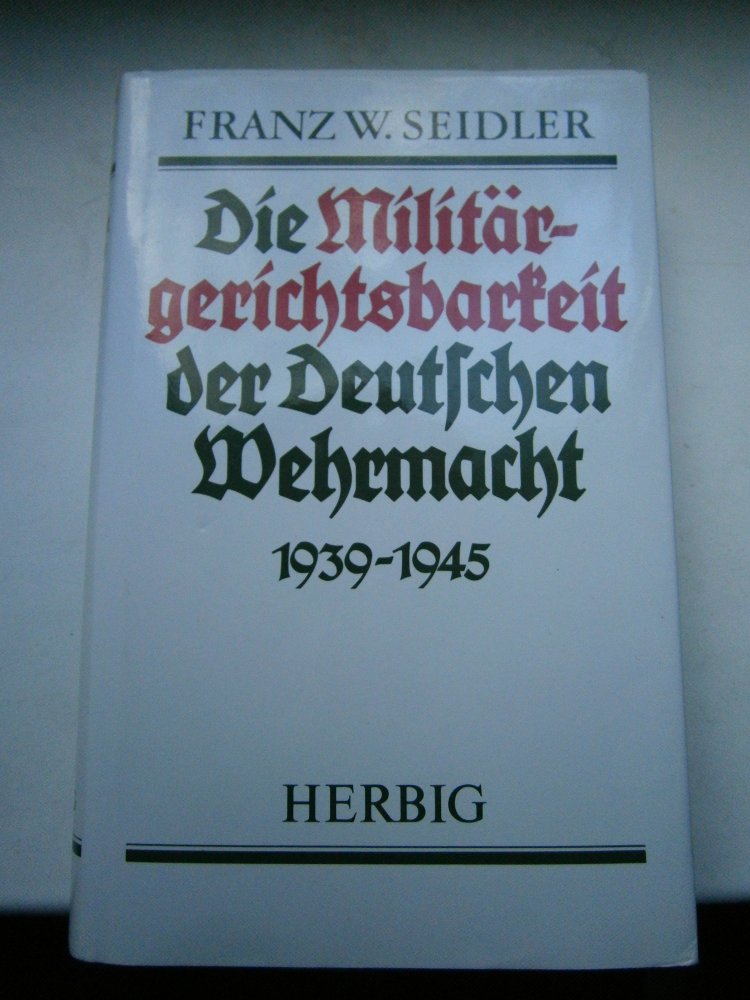 FRANZ W. SEIDLER
Die Militär-
gerichtsbarkeit
der Deutſchen
Wehrmacht
1939-1945
HERBIG